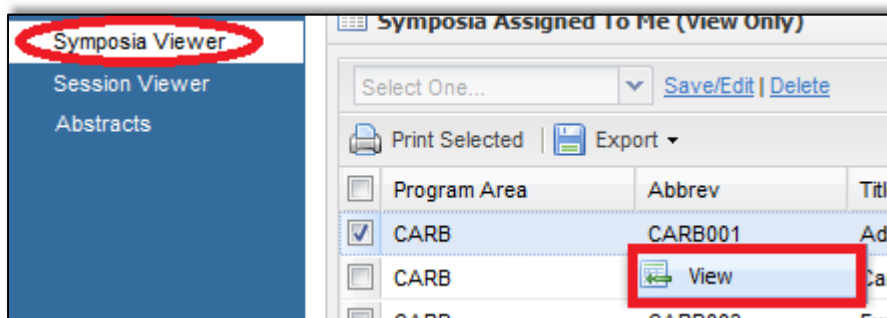 Symposia Viewer
Session Viewer
Abstracts
Symposia Assigned To Me (View Only)
Select One... Save/Edit | Delete
Print Selected | Export
Program Area Abbrev
CARB CARB001 Ad
CARB View